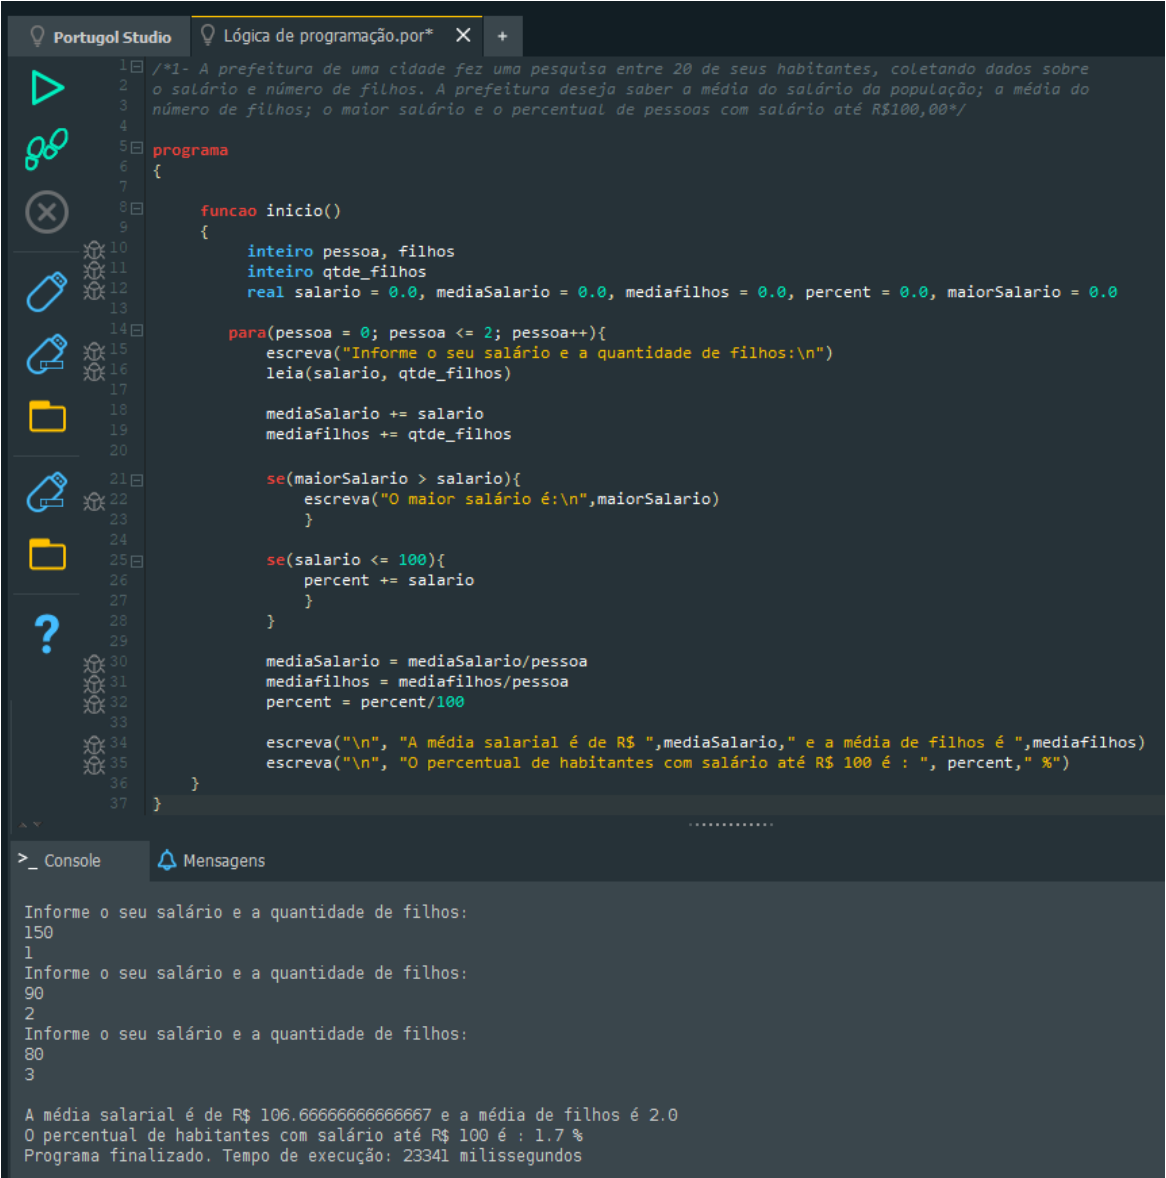 Portugol Studio
Lógica de programação.por* X +
1 /*1- A prefeitura de uma cidade fez uma pesquisa entre 20 de seus habitantes, coletando dados sobre
2 o salário e número de filhos. A prefeitura deseja saber a média do salário da população; a média do
3 número de filhos; o maior salário e o percentual de pessoas com salário até R$100,00*/
4
5 programa
6 {
7
8 funcao inicio()
9 {
10 inteiro pessoa, filhos
11 inteiro qtde_filhos
12 real salario = 0.0, mediaSalario = 0.0, mediafilhos = 0.0, percent = 0.0, maiorSalario = 0.0
13
14 para(pessoa = 0; pessoa <= 2; pessoa++){
15 escreva("Informe o seu salário e a quantidade de filhos:\n")
16 leia(salario, qtde_filhos)
17
18 mediaSalario += salario
19 mediafilhos += qtde_filhos
20
21 se(maiorSalario > salario){
22 escreva("O maior salário é:\n",maiorSalario)
23 }
24
25 se(salario <= 100){
26 percent += salario
27 }
28 }
29
30 mediaSalario = mediaSalario/pessoa
31 mediafilhos = mediafilhos/pessoa
32 percent = percent/100
33
34 escreva("\n", "A média salarial é de R$ ",mediaSalario," e a média de filhos é ",mediafilhos)
35 escreva("\n", "O percentual de habitantes com salário até R$ 100 é : ", percent," %")
36 }
37 }
?
>_ Console
Mensagens
Informe o seu salário e a quantidade de filhos:
150
1
Informe o seu salário e a quantidade de filhos:
90
2
Informe o seu salário e a quantidade de filhos:
80
3
A média salarial é de R$ 106.66666666666667 e a média de filhos é 2.0
O percentual de habitantes com salário até R$ 100 é : 1.7 %
Programa finalizado. Tempo de execução: 23341 milissegundos